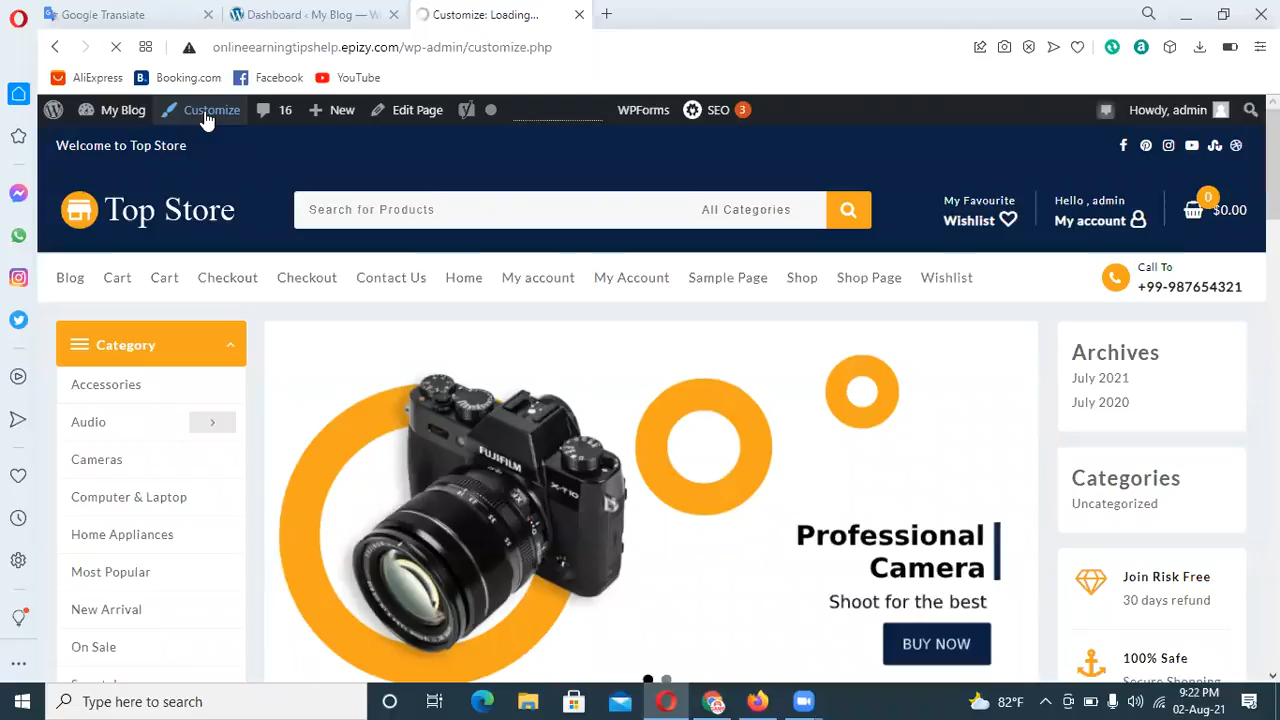 Google Translate
Dashboard ‹ My Blog — W
Customize: Loading...
onlineearningtipshelp.epizy.com/wp-admin/customize.php
AliExpress
Booking.com
Facebook
YouTube
My Blog
Customize
16
New
Edit Page
WPForms
SEO
3
Howdy, admin
Welcome to Top Store
Top Store
Search for Products
All Categories
My Favourite
Wishlist
Hello , admin
My account
0
$0.00
Blog
Cart
Cart
Checkout
Checkout
Contact Us
Home
My account
My Account
Sample Page
Shop
Shop Page
Wishlist
Call To
+99-987654321
Category
Accessories
Audio
Cameras
Computer & Laptop
Home Appliances
Most Popular
New Arrival
On Sale
FUJIFILM
X-T10
Professional
Camera
Shoot for the best
BUY NOW
Archives
July 2021
July 2020
Categories
Uncategorized
Join Risk Free
30 days refund
100% Safe
Secure Shopping
Type here to search
82°F
9:22 PM
02-Aug-21